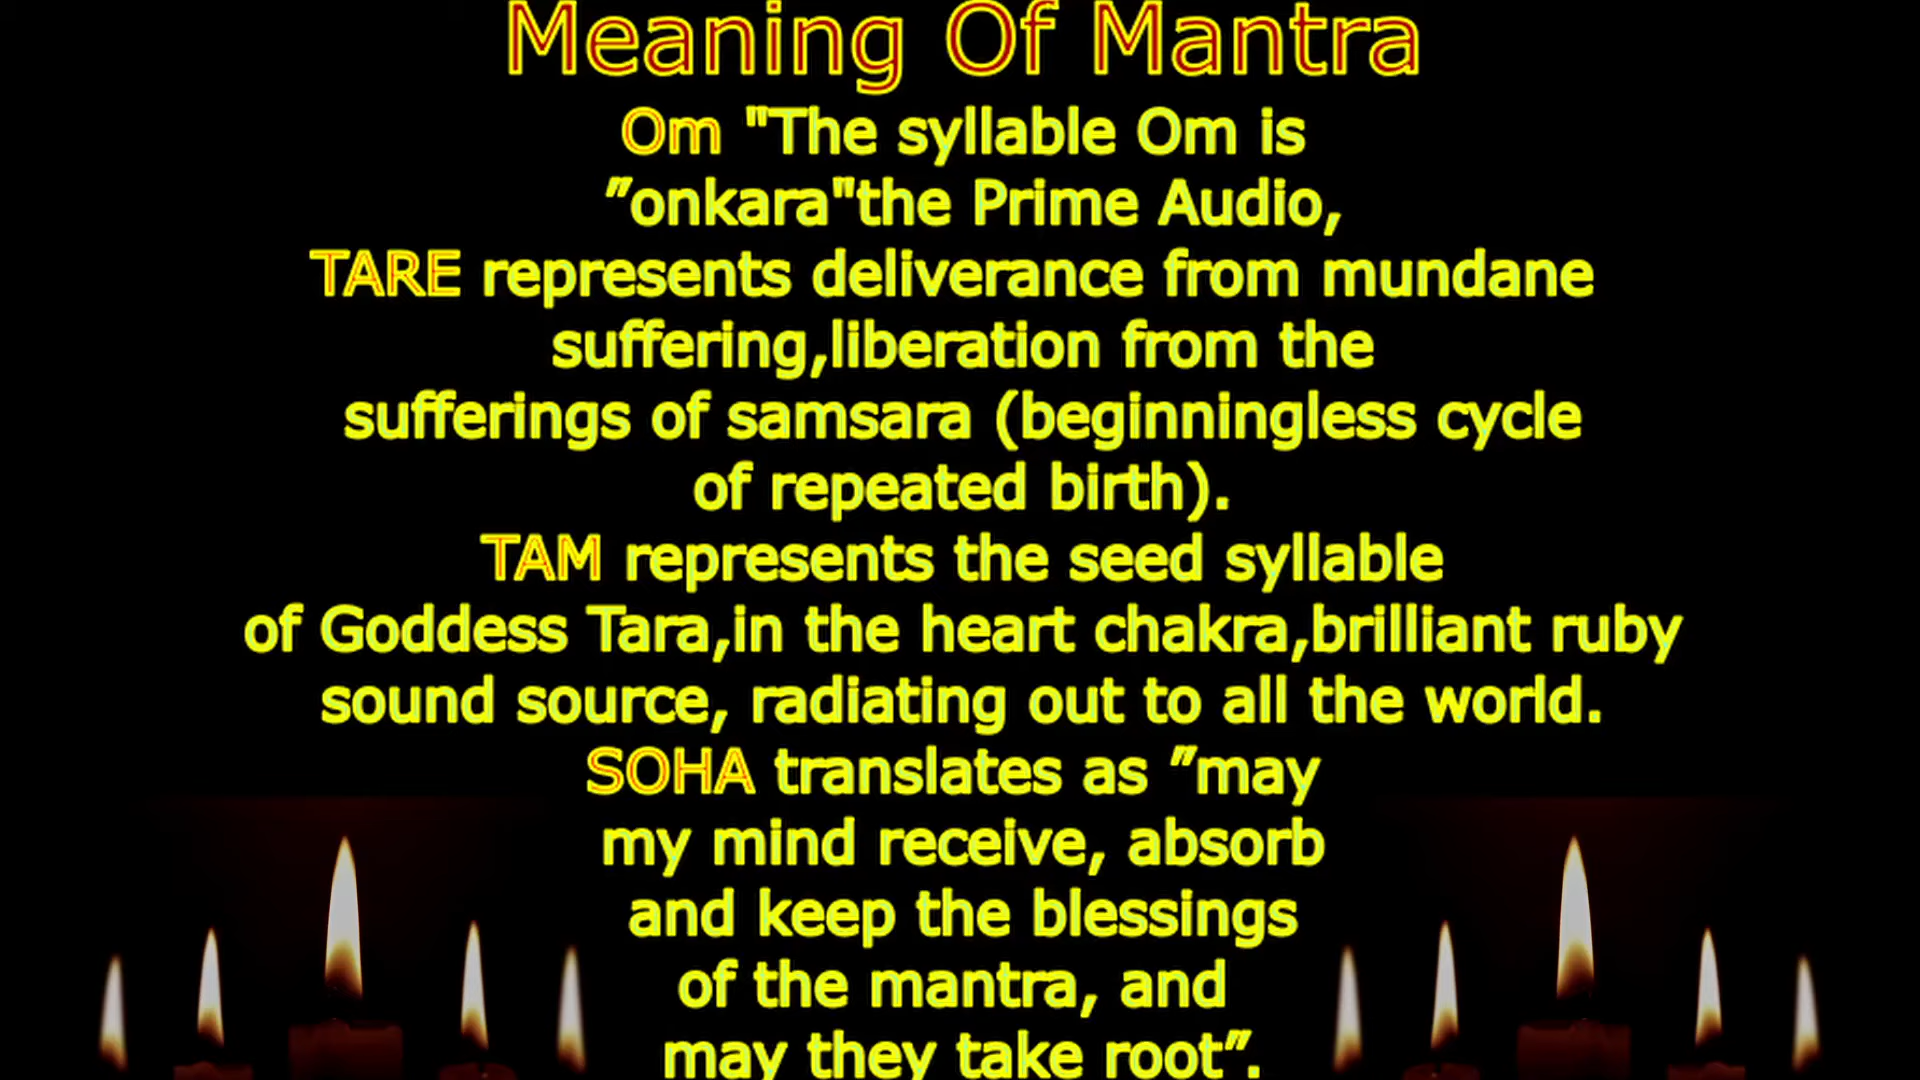 Meaning Of Mantra
Om "The syllable Om is
"onkara"the Prime Audio,
TARE represents deliverance from mundane
suffering,liberation from the
sufferings of samsara (beginningless cycle
of repeated birth).
TAM represents the seed syllable
of Goddess Tara,in the heart chakra,brilliant ruby
sound source, radiating out to all the world.
SOHA translates as "may
my mind receive, absorb
and keep the blessings
of the mantra, and
may they take root".